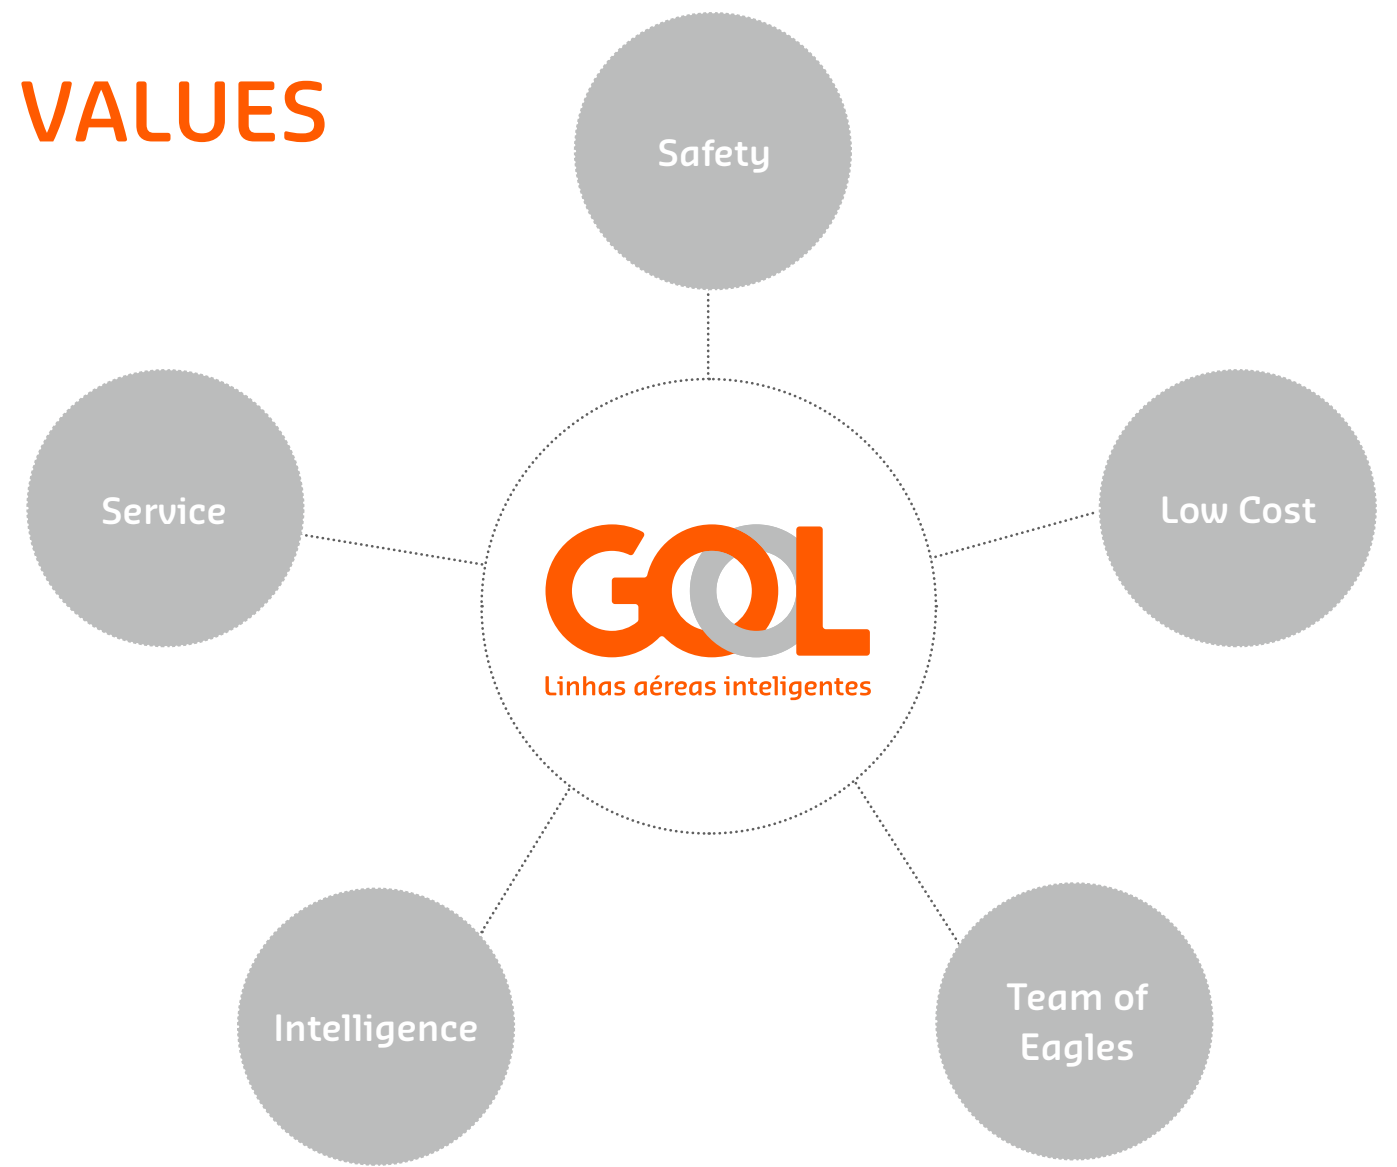 VALUES
Safety
Service
Low Cost
GOL
Linhas aéreas inteligentes
Intelligence
Team of
Eagles